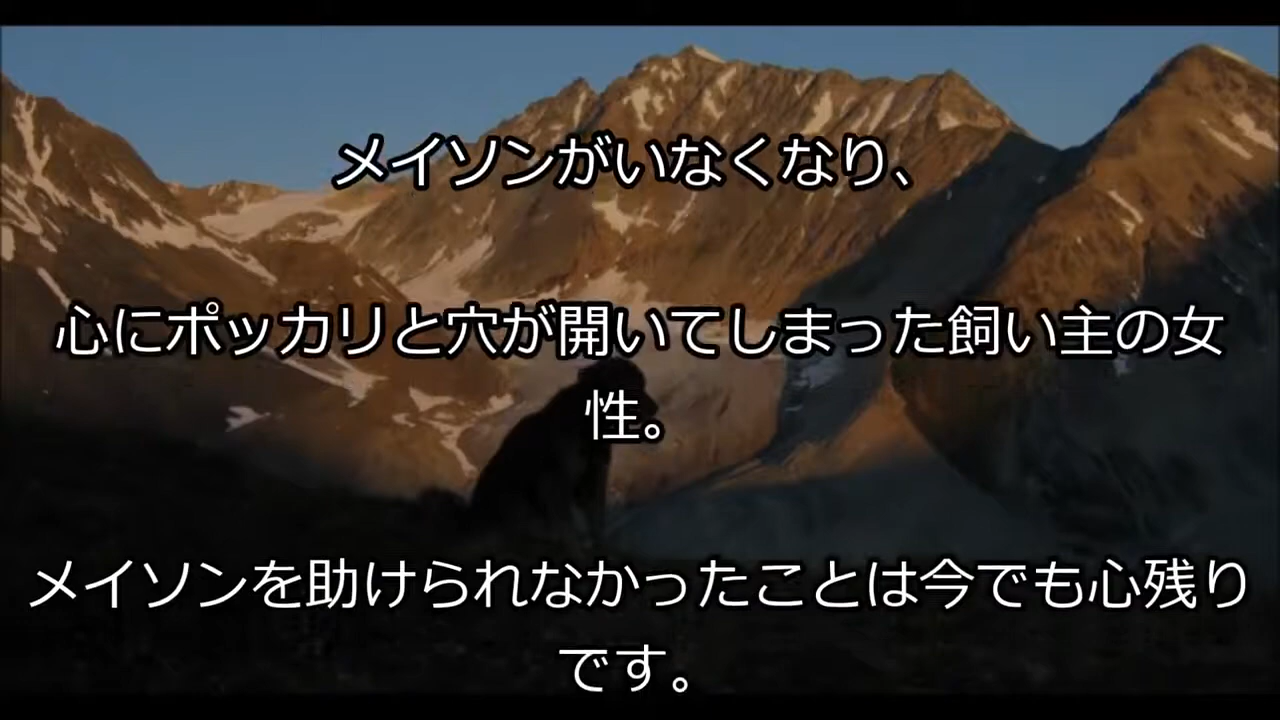 メイソンがいなくなり、
心にポッカリと穴が開いてしまった飼い主の女
性。
メイソンを助けられなかったことは今でも心残り
です。